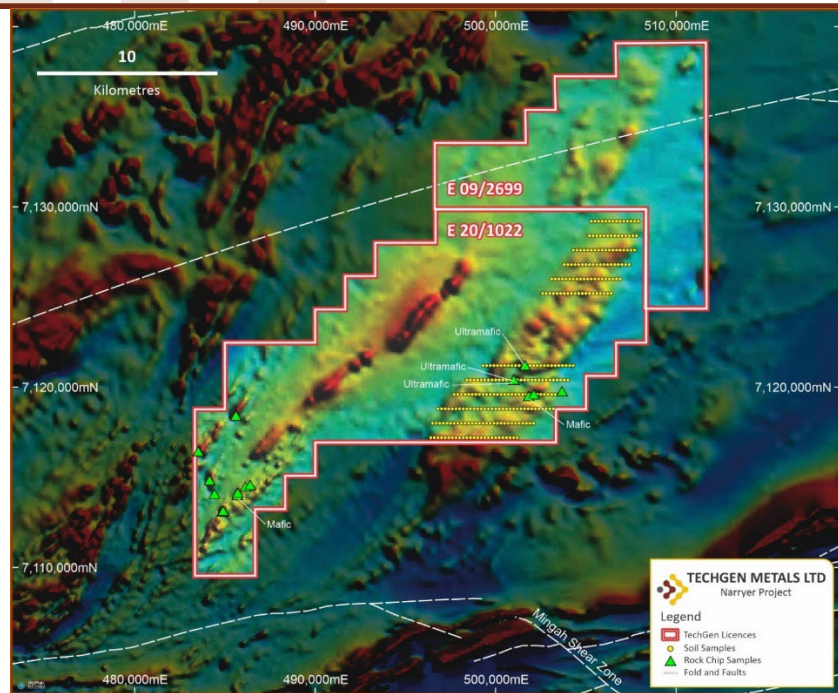 480,000mE 490,000mE 500,000mE 510,000mE
10
Kilometres
E 09/2699
7,130,000mN 7,130,000mN
E 20/1022
Ultramafic
Ultramafic
Ultramafic
7,120,000mN 7,120,000mN
Mafic
Mafic
7,110,000mN
Mingah Shear Zone
TECHGEN METALS LTD
Narryer Project
Legend
TechGen Licences
Soil Samples
Rock Chip Samples
Fold and Faults
480,000mE 490,000mE 500,000mE